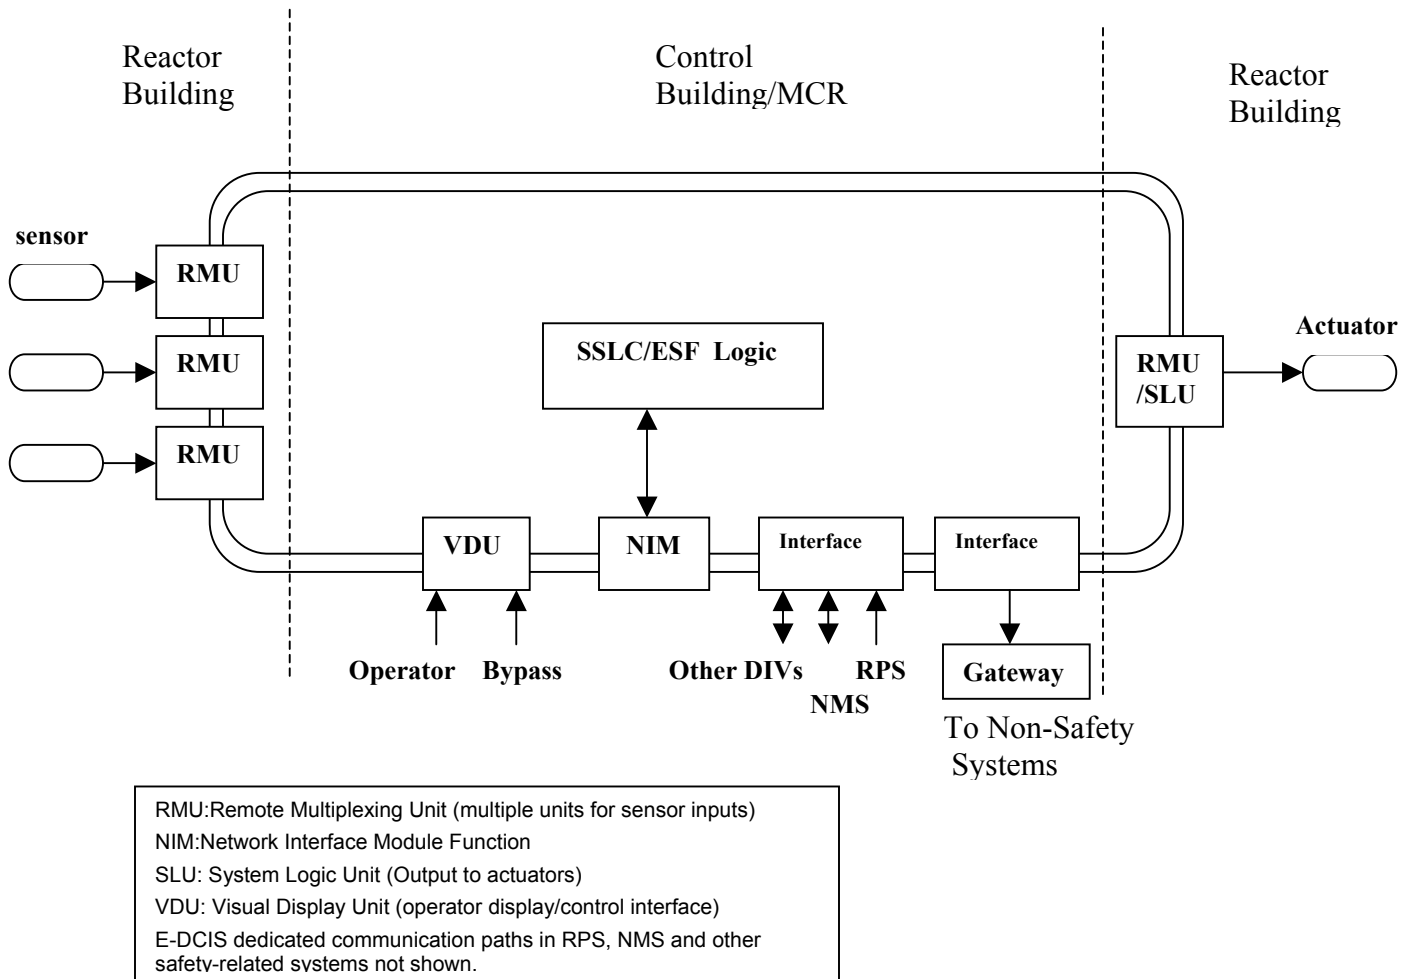 Reactor
Building
Control
Building/MCR
Reactor
Building
sensor
RMU
RMU
RMU
SSLC/ESF  Logic
Actuator
RMU
/SLU
VDU
NIM
Interface
Interface
Operator
Bypass
Other DIVs
RPS
NMS
Gateway
To Non-Safety
Systems
RMU:Remote Multiplexing Unit (multiple units for sensor inputs)
NIM:Network Interface Module Function
SLU: System Logic Unit (Output to actuators)
VDU: Visual Display Unit (operator display/control interface)
E-DCIS dedicated communication paths in RPS, NMS and other
safety-related systems not shown.